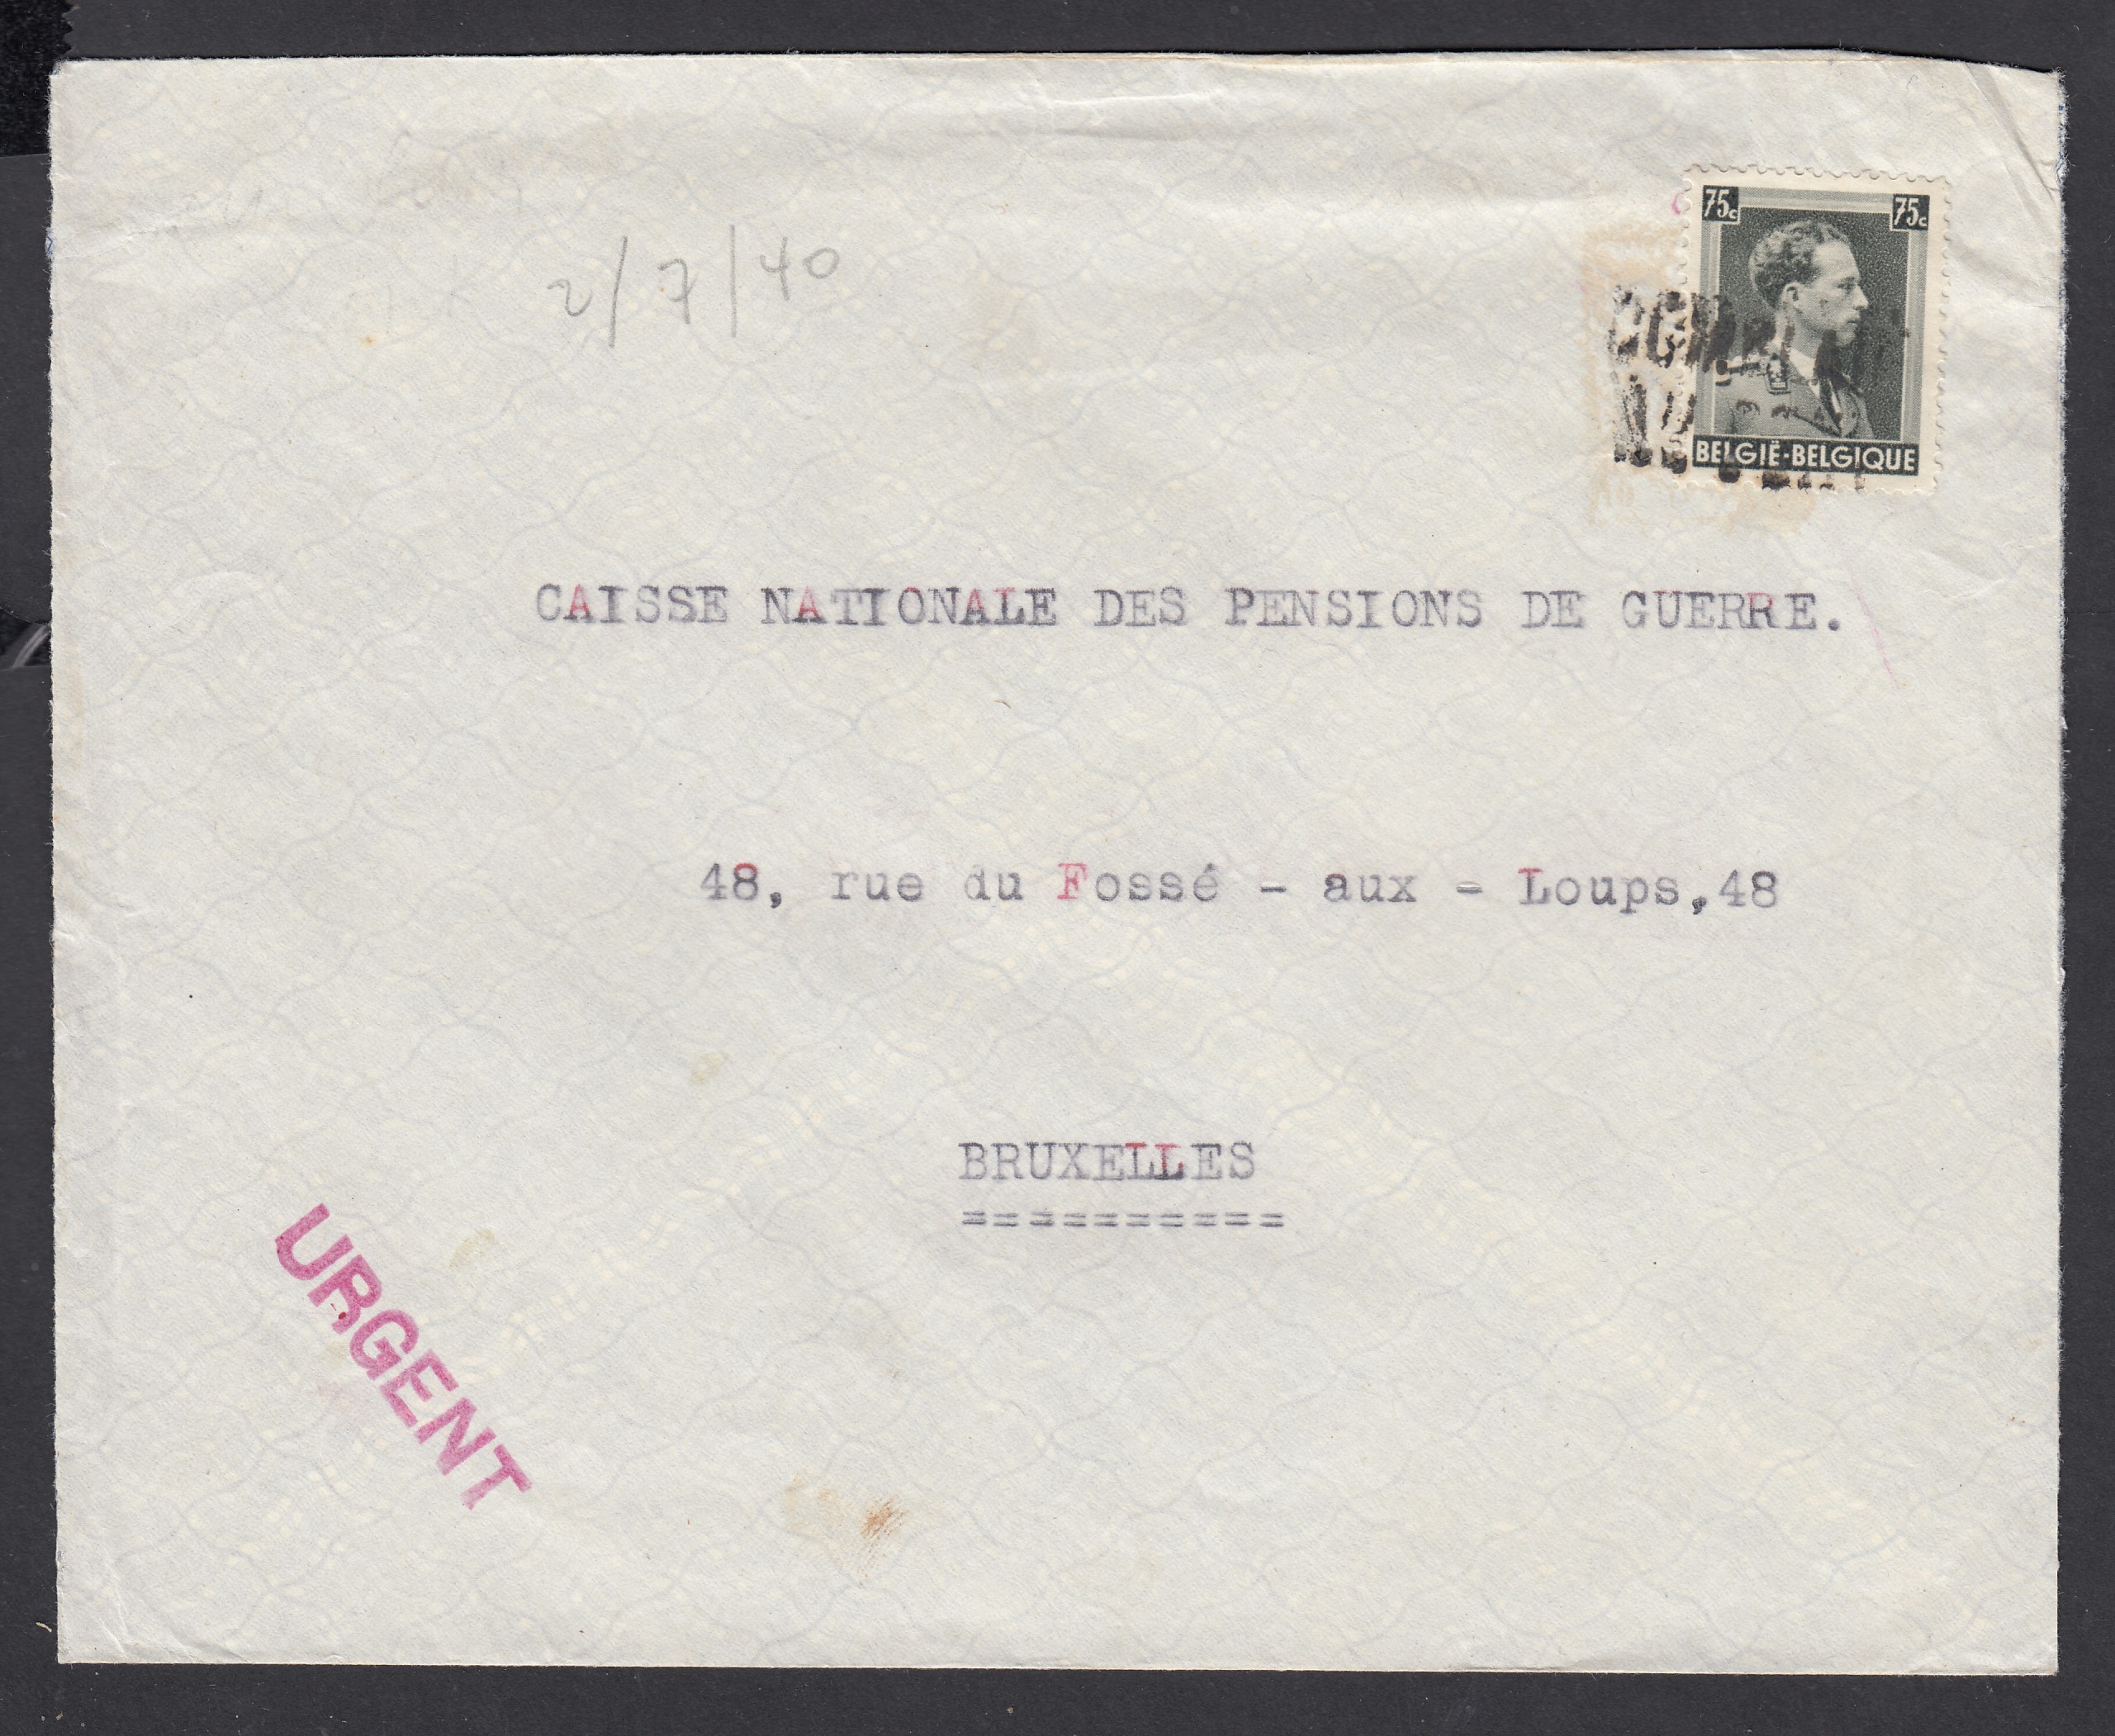 75c 75c
2/7/40
BELGIË-BELGIQUE
CAISSE NATIONALE DES PENSIONS DE GUERRE.
48, rue du Fossé - aux - Loups,48
BRUXELLES
==========
URGENT